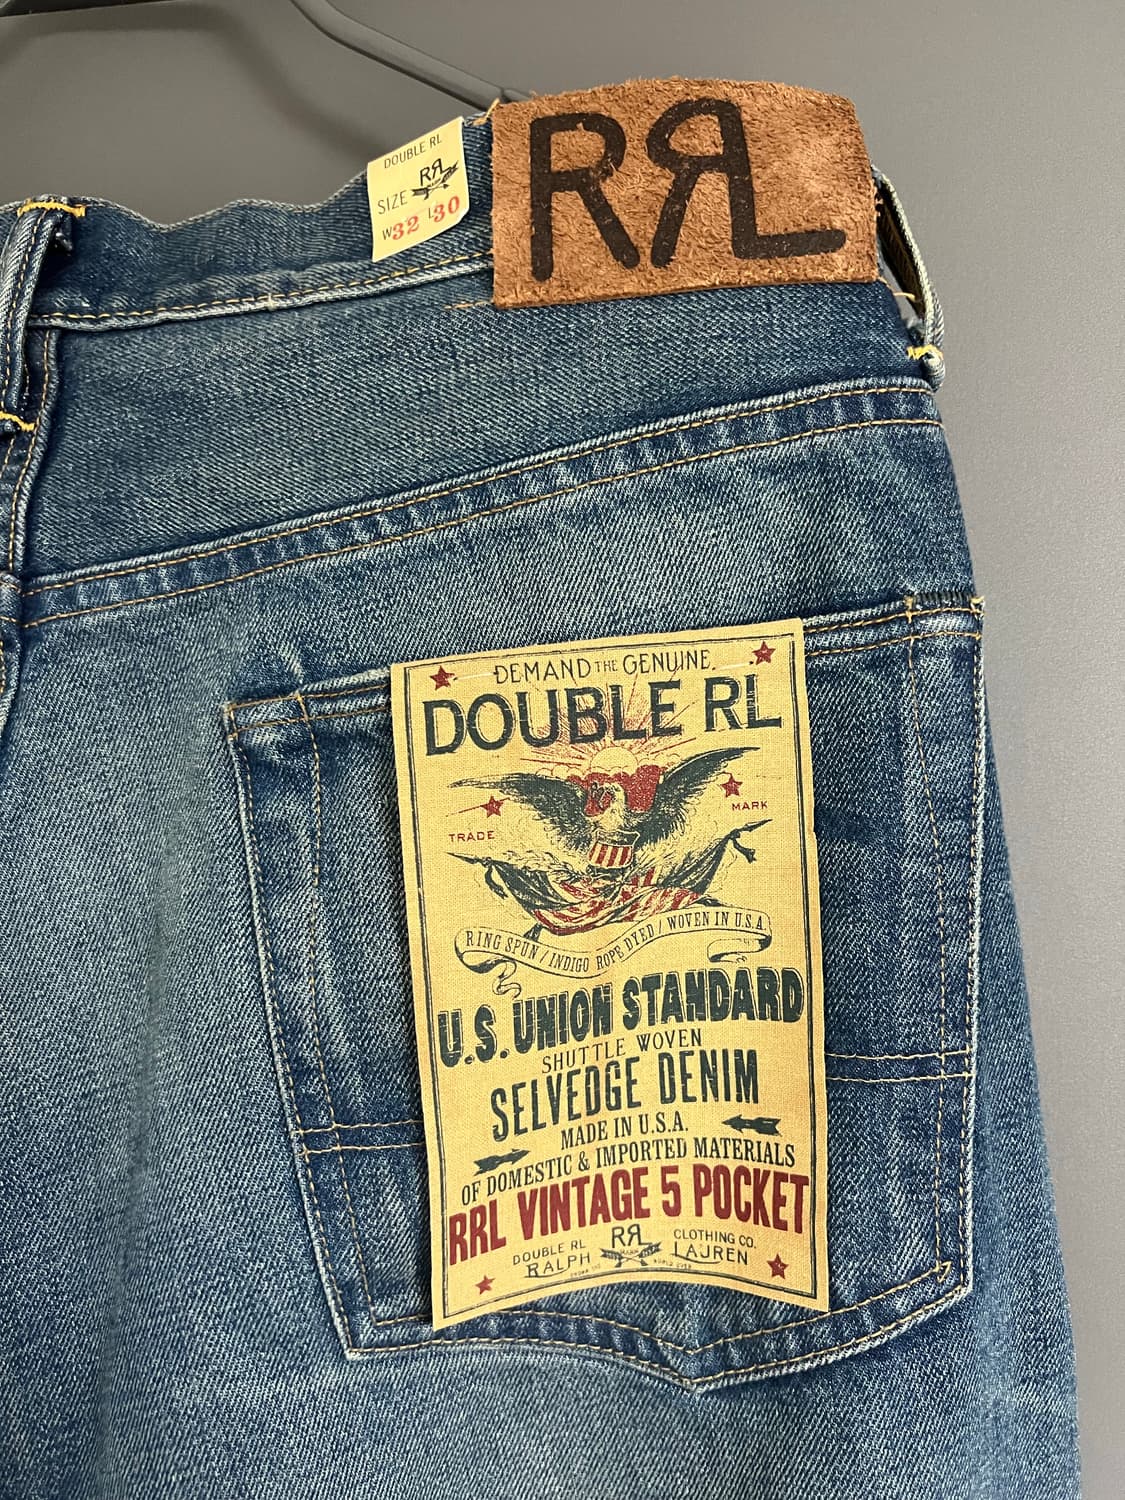 DOUBLE RL
RRL
SIZE
W32 L30
RRL
DEMAND THE GENUINE
DOUBLE RL
TRADE MARK
RING SPUN / INDIGO ROPE DYED / WOVEN IN U.S.A.
U.S. UNION STANDARD
SHUTTLE WOVEN
SELVEDGE DENIM
MADE IN U.S.A.
OF DOMESTIC & IMPORTED MATERIALS
RRL VINTAGE 5 POCKET
DOUBLE RL RRL CLOTHING CO.
RALPH LAUREN